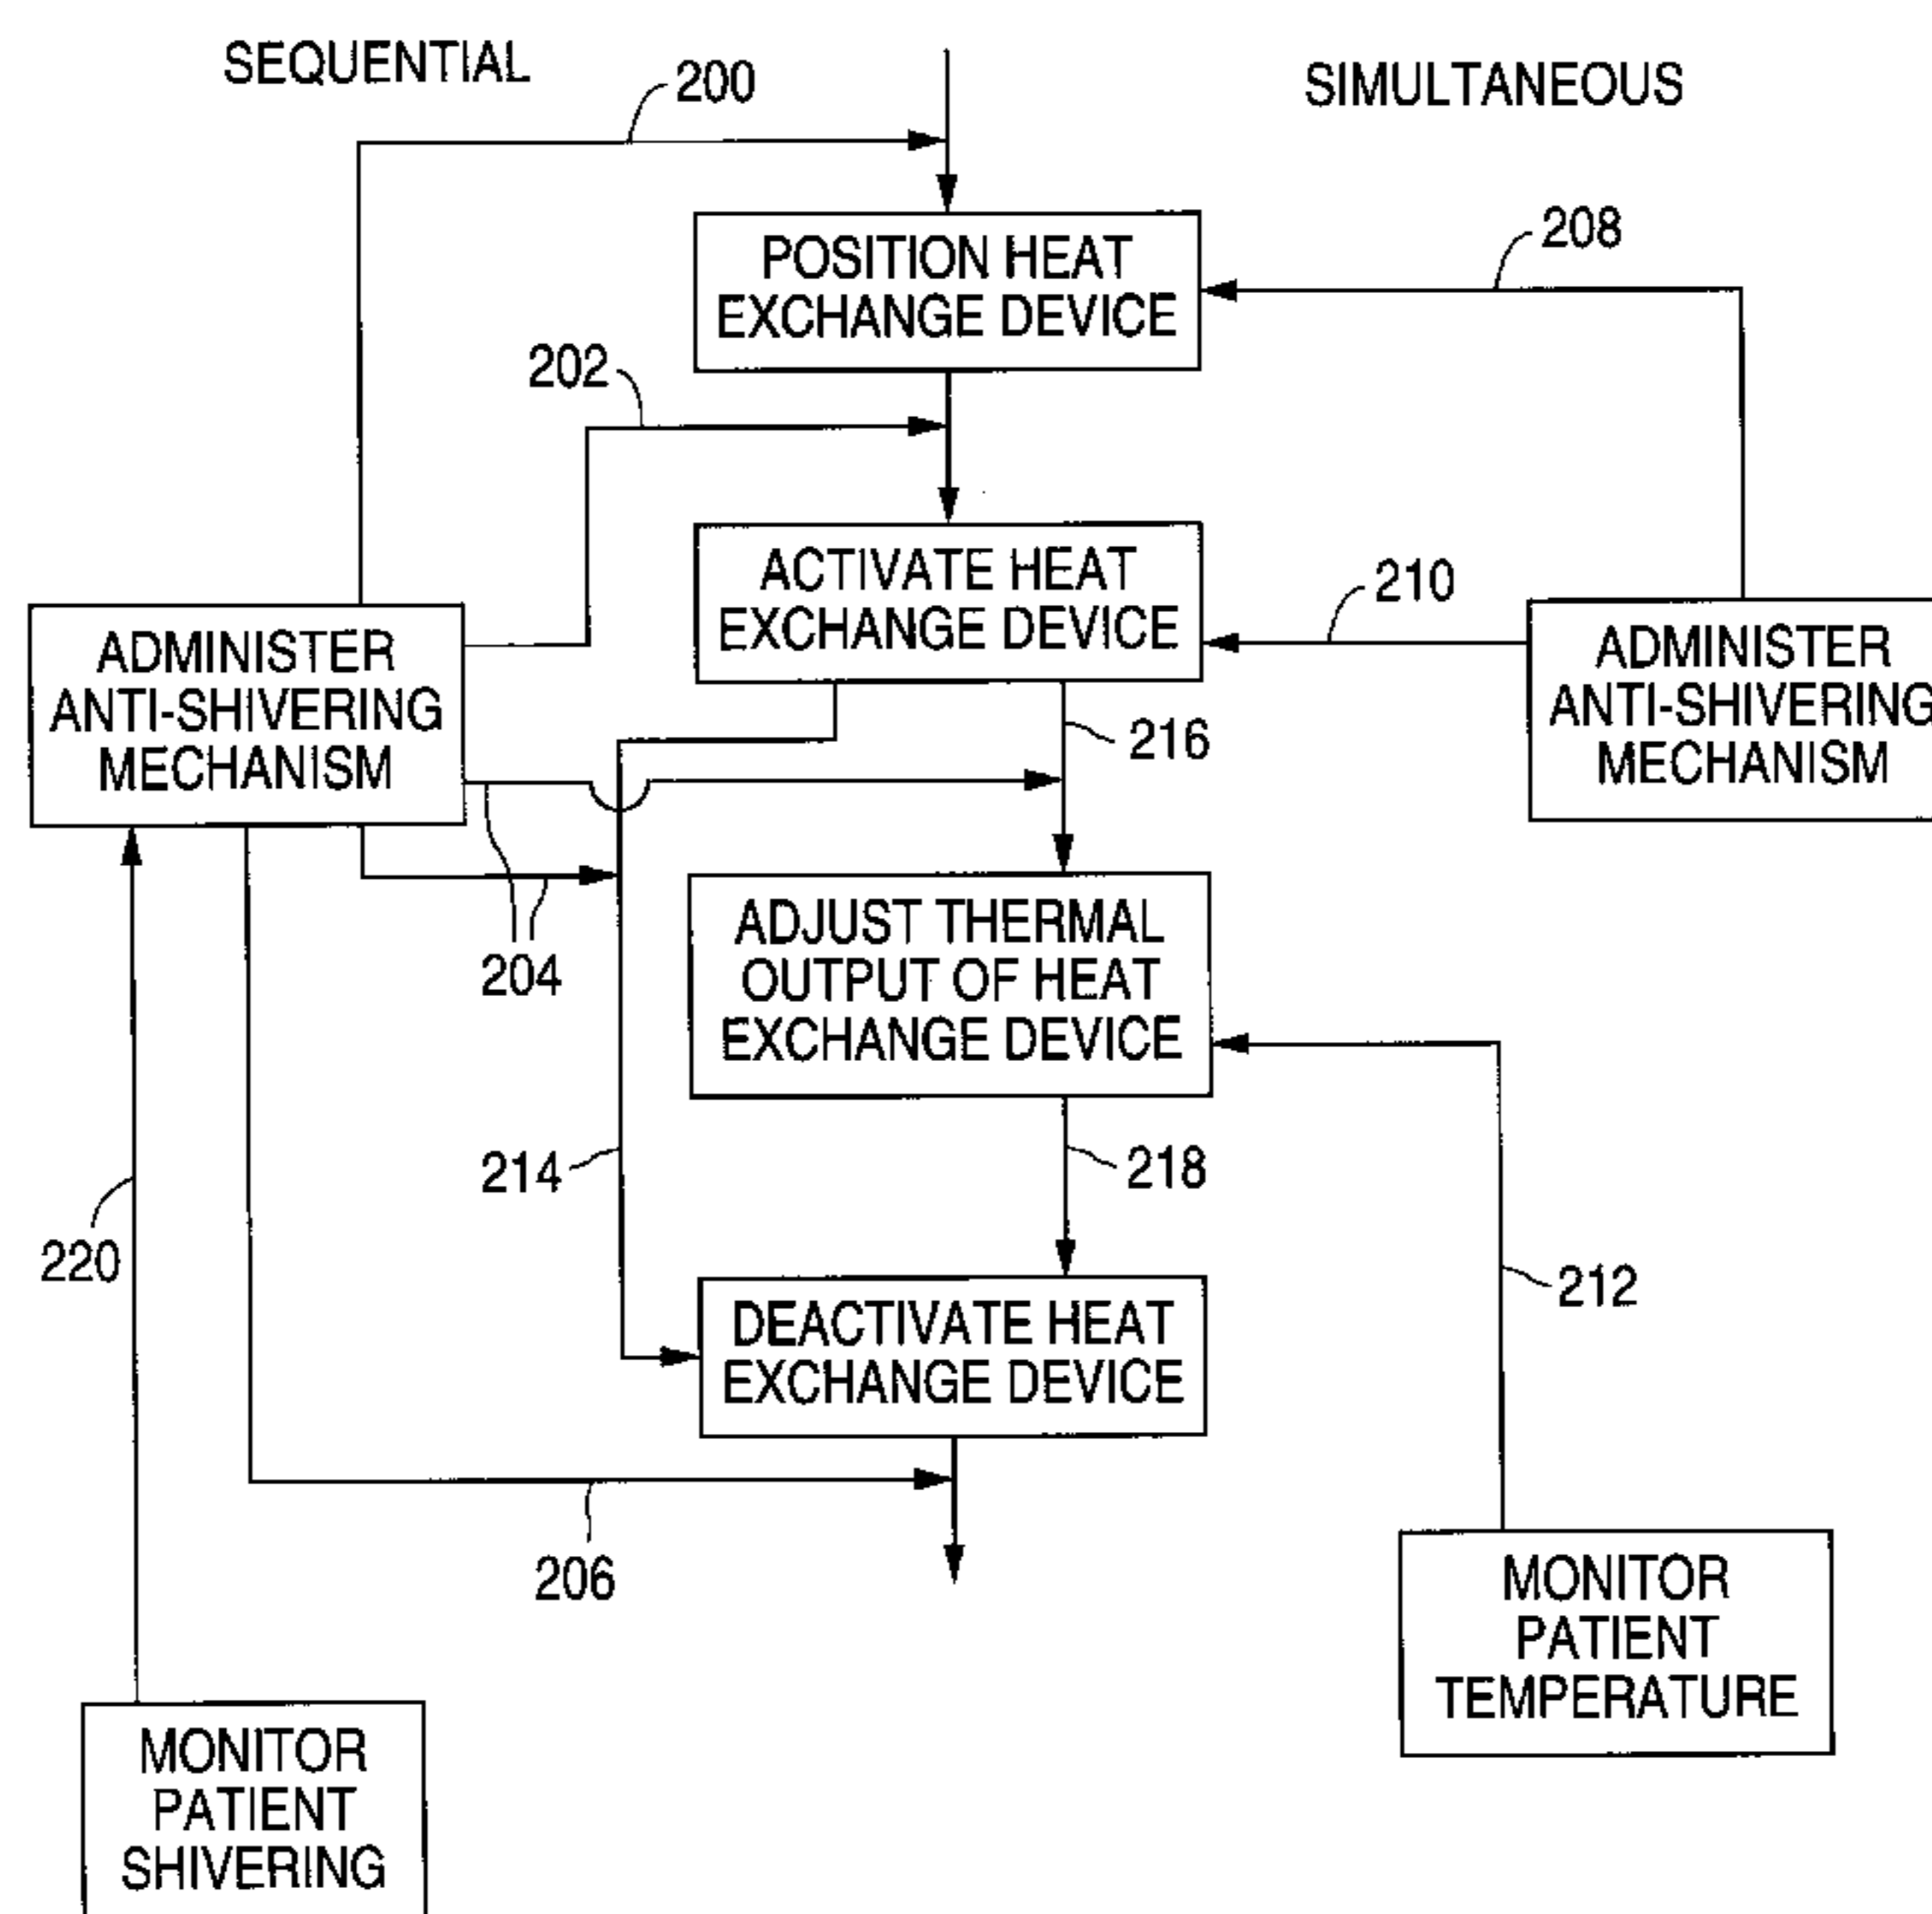 SEQUENTIAL
200
SIMULTANEOUS
POSITION HEAT
EXCHANGE DEVICE
208
202
ACTIVATE HEAT
EXCHANGE DEVICE
210
ADMINISTER
ANTI-SHIVERING
MECHANISM
216
ADMINISTER
ANTI-SHIVERING
MECHANISM
204
ADJUST THERMAL
OUTPUT OF HEAT
EXCHANGE DEVICE
214
218
220
212
DEACTIVATE HEAT
EXCHANGE DEVICE
206
MONITOR
PATIENT
TEMPERATURE
MONITOR
PATIENT
SHIVERING